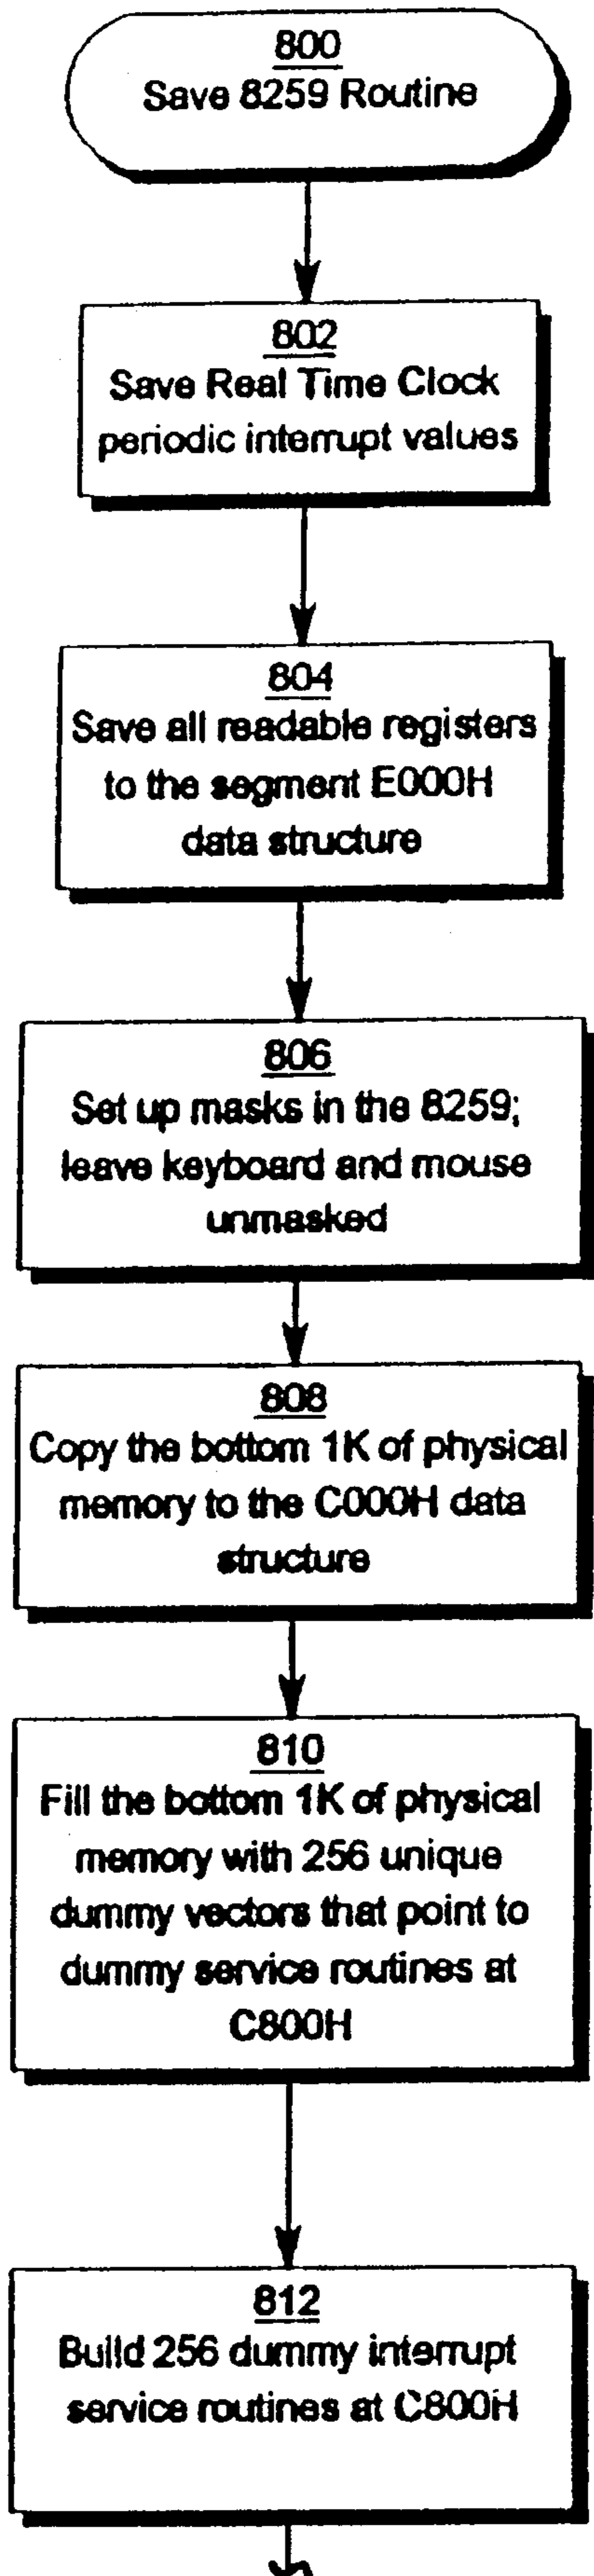 800
Save 8259 Routine
802
Save Real Time Clock
periodic interrupt values
804
Save all readable registers
to the segment E000H
data structure
806
Set up masks in the 8259;
leave keyboard and mouse
unmasked
808
Copy the bottom 1K of physical
memory to the C000H data
structure
810
Fill the bottom 1K of physical
memory with 256 unique
dummy vectors that point to
dummy service routines at
C800H
812
Build 256 dummy interrupt
service routines at C800H